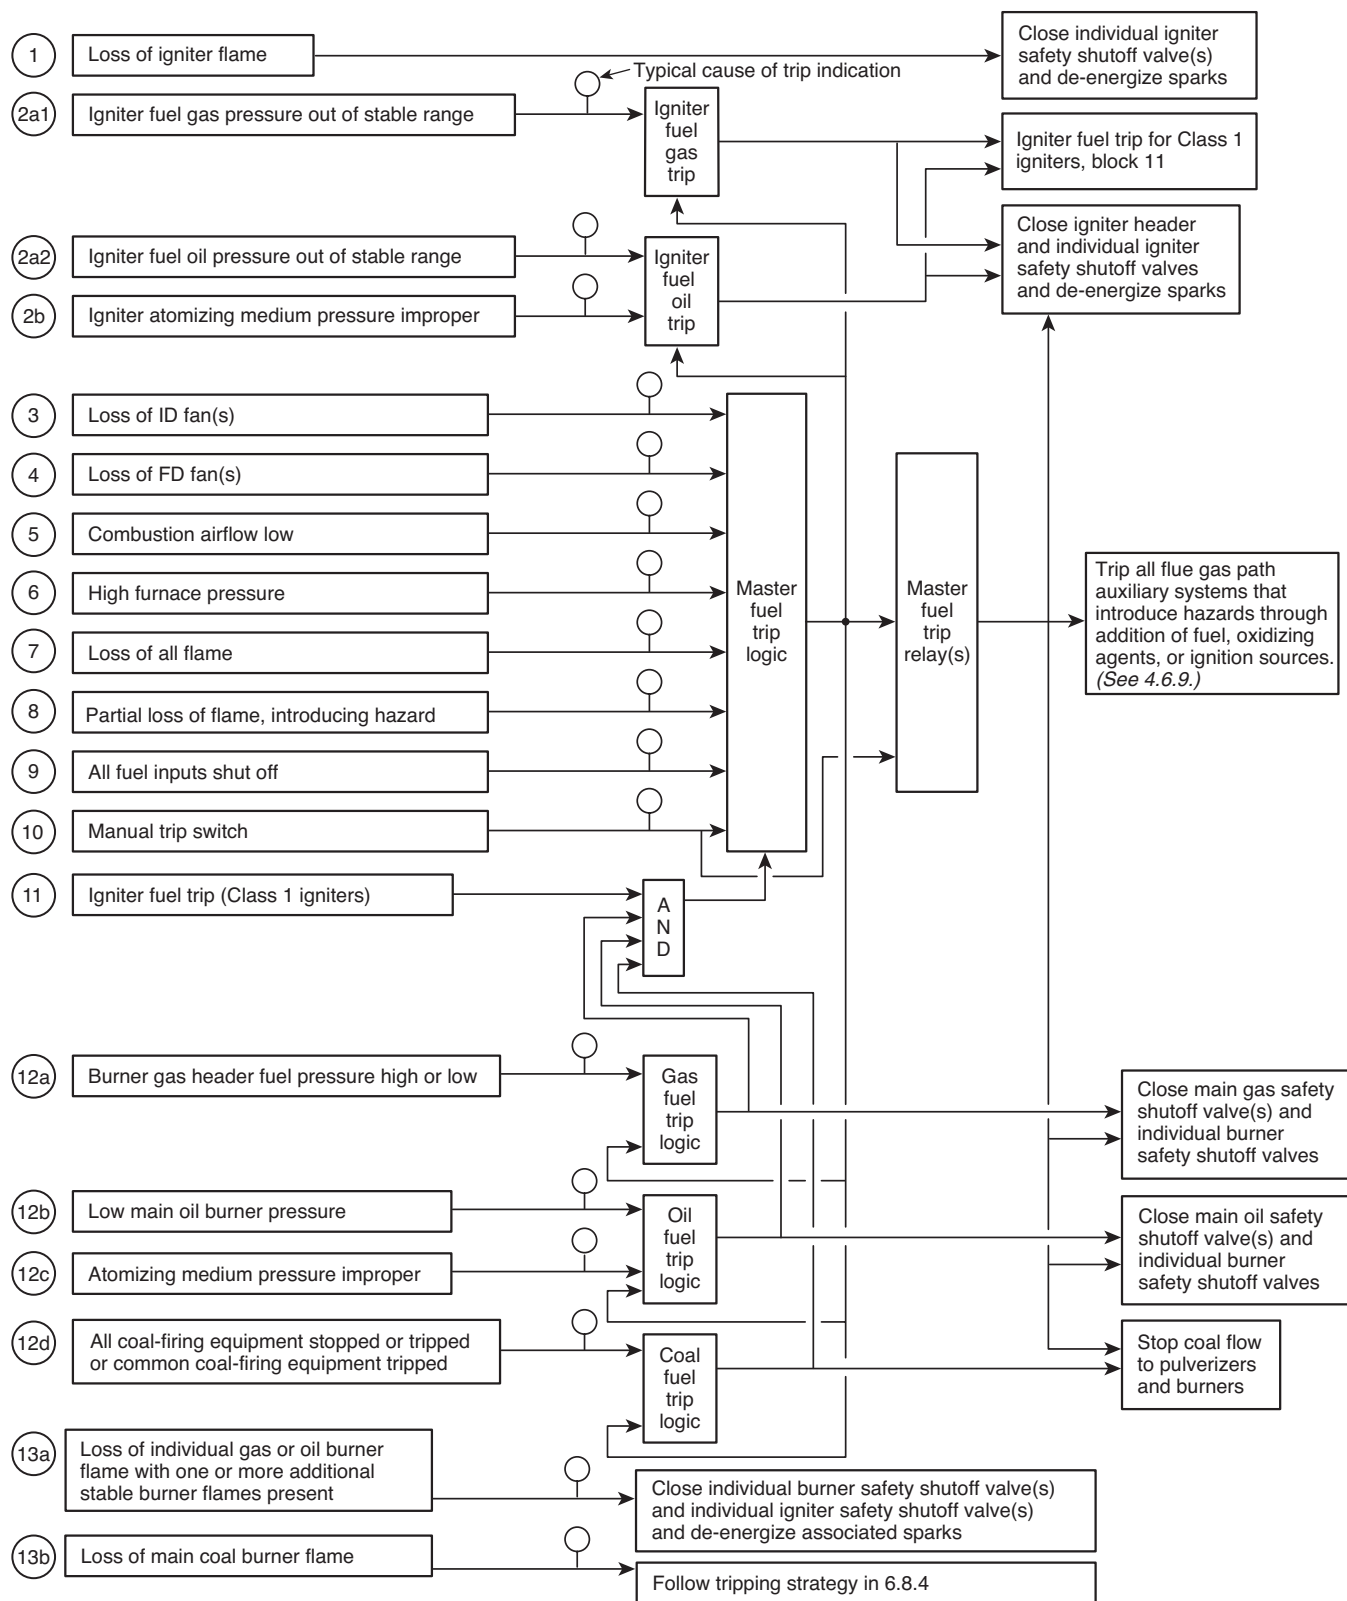 1
Loss of igniter flame
Close individual igniter
safety shutoff valve(s)
and de-energize sparks
Typical cause of trip indication
2a1
Igniter fuel gas pressure out of stable range
Igniter
fuel
gas
trip
Igniter fuel trip for Class 1
igniters, block 11
2a2
Igniter fuel oil pressure out of stable range
2b
Igniter atomizing medium pressure improper
Igniter
fuel
oil
trip
Close igniter header
and individual igniter
safety shutoff valves
and de-energize sparks
3
Loss of ID fan(s)
4
Loss of FD fan(s)
5
Combustion airflow low
6
High furnace pressure
7
Loss of all flame
8
Partial loss of flame, introducing hazard
9
All fuel inputs shut off
10
Manual trip switch
Master
fuel
trip
logic
Master
fuel
trip
relay(s)
Trip all flue gas path
auxiliary systems that
introduce hazards through
addition of fuel, oxidizing
agents, or ignition sources.
(See 4.6.9.)
11
Igniter fuel trip (Class 1 igniters)
A
N
D
12a
Burner gas header fuel pressure high or low
Gas
fuel
trip
logic
Close main gas safety
shutoff valve(s) and
individual burner
safety shutoff valves
12b
Low main oil burner pressure
12c
Atomizing medium pressure improper
Oil
fuel
trip
logic
Close main oil safety
shutoff valve(s) and
individual burner
safety shutoff valves
12d
All coal-firing equipment stopped or tripped
or common coal-firing equipment tripped
Coal
fuel
trip
logic
Stop coal flow
to pulverizers
and burners
13a
Loss of individual gas or oil burner
flame with one or more additional
stable burner flames present
Close individual burner safety shutoff valve(s)
and individual igniter safety shutoff valve(s)
and de-energize associated sparks
13b
Loss of main coal burner flame
Follow tripping strategy in 6.8.4